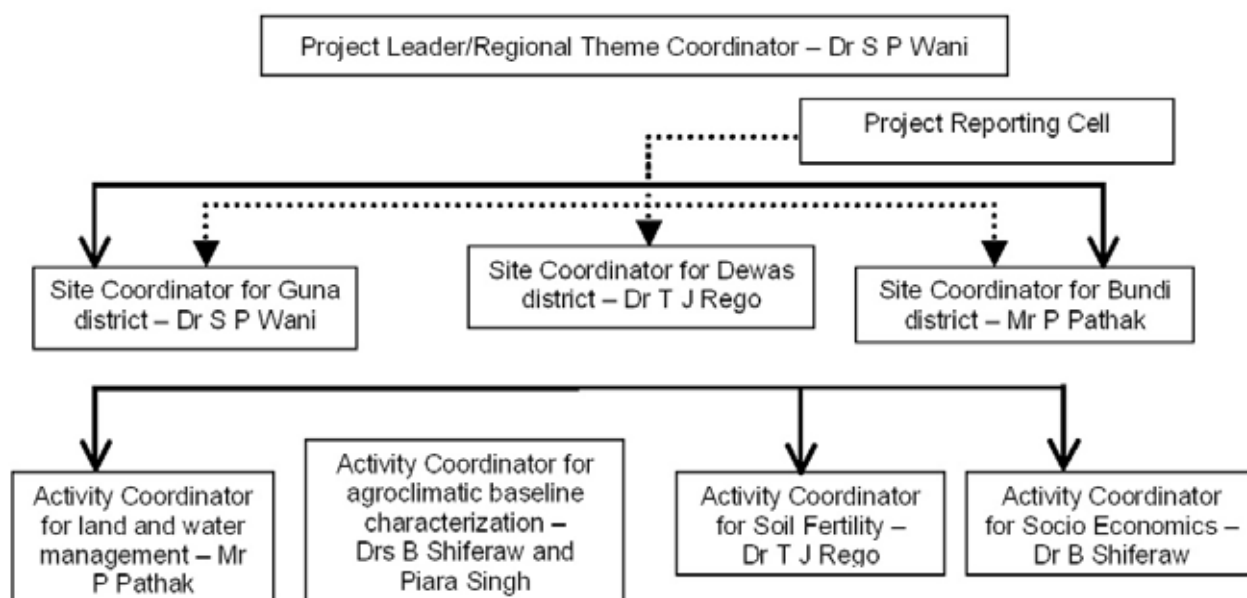 Project Leader/Regional Theme Coordinator – Dr S P Wani
Project Reporting Cell
Site Coordinator for Guna
district – Dr S P Wani
Site Coordinator for Dewas
district – Dr T J Rego
Site Coordinator for Bundi
district – Mr P Pathak
Activity Coordinator
for land and water
management – Mr
P Pathak
Activity Coordinator for
agroclimatic baseline
characterization –
Drs B Shiferaw and
Piara Singh
Activity Coordinator
for Soil Fertility –
Dr T J Rego
Activity Coordinator
for Socio Economics –
Dr B Shiferaw